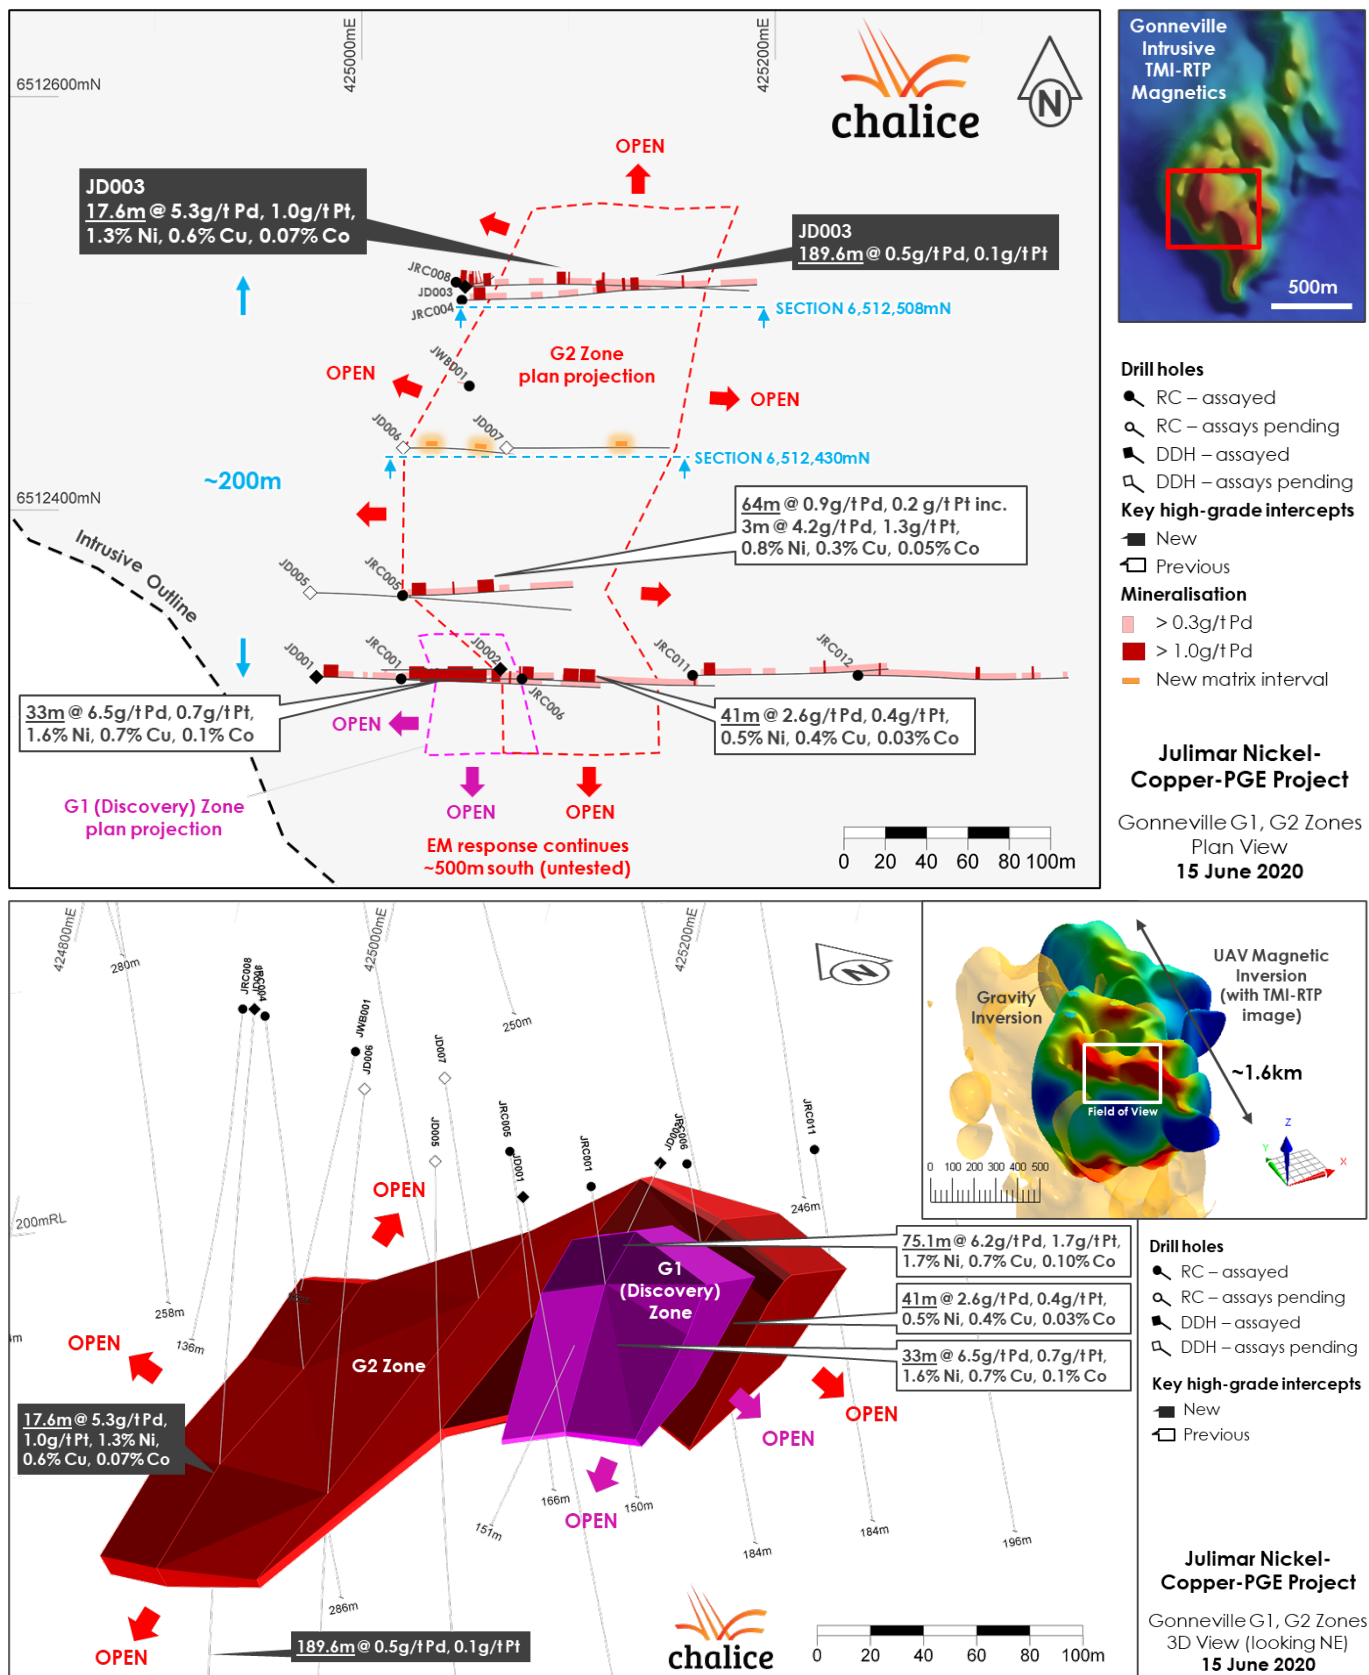 425000mE
425200mE
6512600mN
chalice
N
OPEN
JD003
17.6m @ 5.3g/t Pd, 1.0g/t Pt,
1.3% Ni, 0.6% Cu, 0.07% Co
JD003
189.6m @ 0.5g/t Pd, 0.1g/t Pt
JRC008
JD003
JRC004
SECTION 6,512,508mN
JWBD01
G2 Zone
plan projection
OPEN
OPEN
JD006
JD007
SECTION 6,512,430mN
~200m
6512400mN
64m @ 0.9g/t Pd, 0.2 g/t Pt inc.
3m @ 4.2g/t Pd, 1.3g/t Pt,
0.8% Ni, 0.3% Cu, 0.05% Co
Intrusive Outline
JD005
JRC005
JD001
JRC001
JD002
JRC006
JRC011
JRC012
33m @ 6.5g/t Pd, 0.7g/t Pt,
1.6% Ni, 0.7% Cu, 0.1% Co
OPEN
41m @ 2.6g/t Pd, 0.4g/t Pt,
0.5% Ni, 0.4% Cu, 0.03% Co
G1 (Discovery) Zone
plan projection
OPEN
OPEN
EM response continues
~500m south (untested)
0 20 40 60 80 100m
Gonneville
Intrusive
TMI-RTP
Magnetics
500m
Drill holes
RC – assayed
RC – assays pending
DDH – assayed
DDH – assays pending
Key high-grade intercepts
New
Previous
Mineralisation
> 0.3g/t Pd
> 1.0g/t Pd
New matrix interval
Julimar Nickel-
Copper-PGE Project
Gonneville G1, G2 Zones
Plan View
15 June 2020
424800mE
425000mE
425200mE
280m
250m
N
JRC008
JRC004
JWB001
JD006
JD007
JD005
JRC005
JD001
JRC001
JRC006
JRC011
200mRL
OPEN
246m
258m
136m
OPEN
G2 Zone
G1
(Discovery)
Zone
75.1m @ 6.2g/t Pd, 1.7g/t Pt,
1.7% Ni, 0.7% Cu, 0.10% Co
41m @ 2.6g/t Pd, 0.4g/t Pt,
0.5% Ni, 0.4% Cu, 0.03% Co
33m @ 6.5g/t Pd, 0.7g/t Pt,
1.6% Ni, 0.7% Cu, 0.1% Co
17.6m @ 5.3g/t Pd,
1.0g/t Pt, 1.3% Ni,
0.6% Cu, 0.07% Co
OPEN
OPEN
OPEN
166m
150m
151m
184m
184m
196m
286m
OPEN
189.6m @ 0.5g/t Pd, 0.1g/t Pt
chalice
0 20 40 60 80 100m
Gravity
Inversion
UAV Magnetic
Inversion
(with TMI-RTP
image)
~1.6km
Field of View
0 100 200 300 400 500
Z
Y
X
Drill holes
RC – assayed
RC – assays pending
DDH – assayed
DDH – assays pending
Key high-grade intercepts
New
Previous
Julimar Nickel-
Copper-PGE Project
Gonneville G1, G2 Zones
3D View (looking NE)
15 June 2020